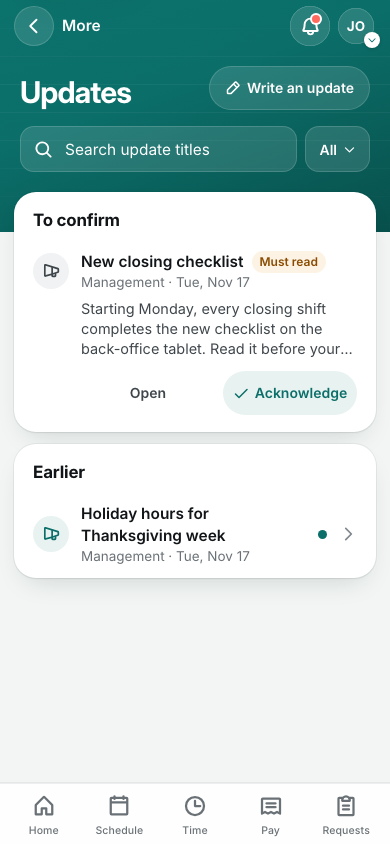 More
JO
Updates
Write an update
Search update titles
All
To confirm
New closing checklist
Must read
Management · Tue, Nov 17
Starting Monday, every closing shift
completes the new checklist on the
back-office tablet. Read it before your...
Open
Acknowledge
Earlier
Holiday hours for
Thanksgiving week
Management · Tue, Nov 17
Home
Schedule
Time
Pay
Requests